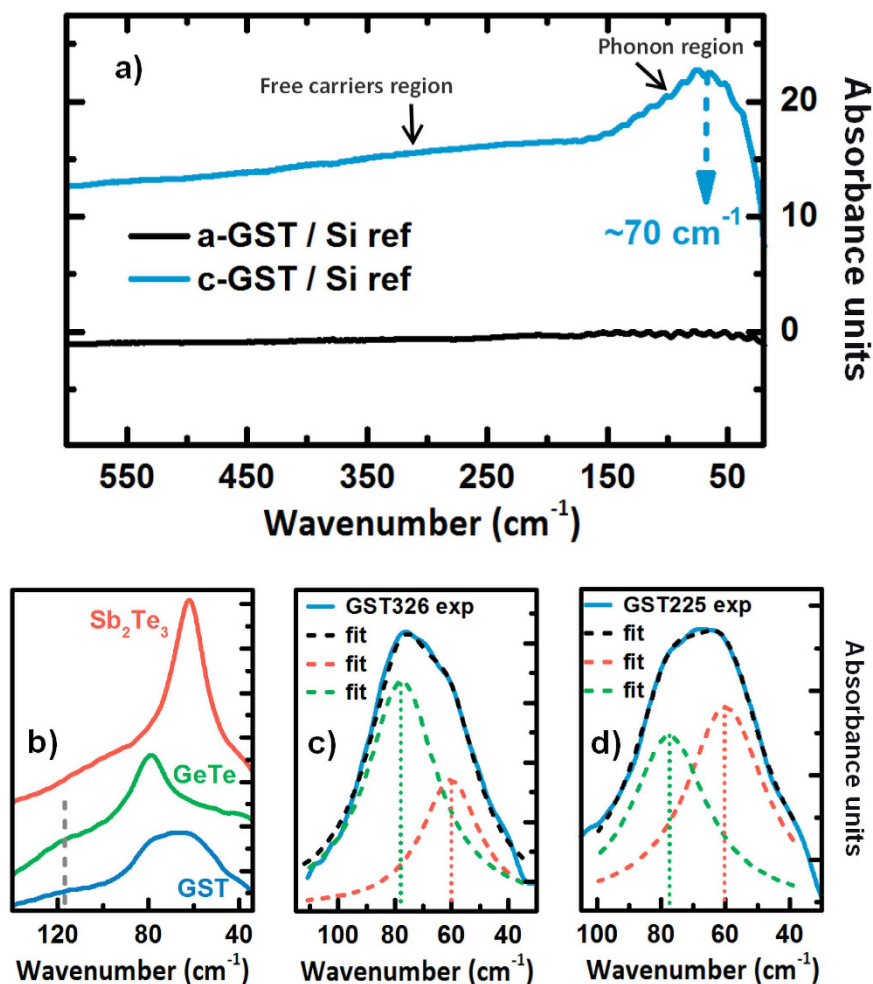 a)
Phonon region
Free carriers region
20
10
0
Absorbance units
~70 cm⁻¹
a-GST / Si ref
c-GST / Si ref
550 450 350 250 150 50
Wavenumber (cm⁻¹)
b)
Sb₂Te₃
GeTe
GST
120 80 40
Wavenumber (cm⁻¹)
GST326 exp
fit
fit
fit
c)
100 80 60 40
Wavenumber (cm⁻¹)
GST225 exp
fit
fit
fit
d)
100 80 60 40
Wavenumber (cm⁻¹)
Absorbance units